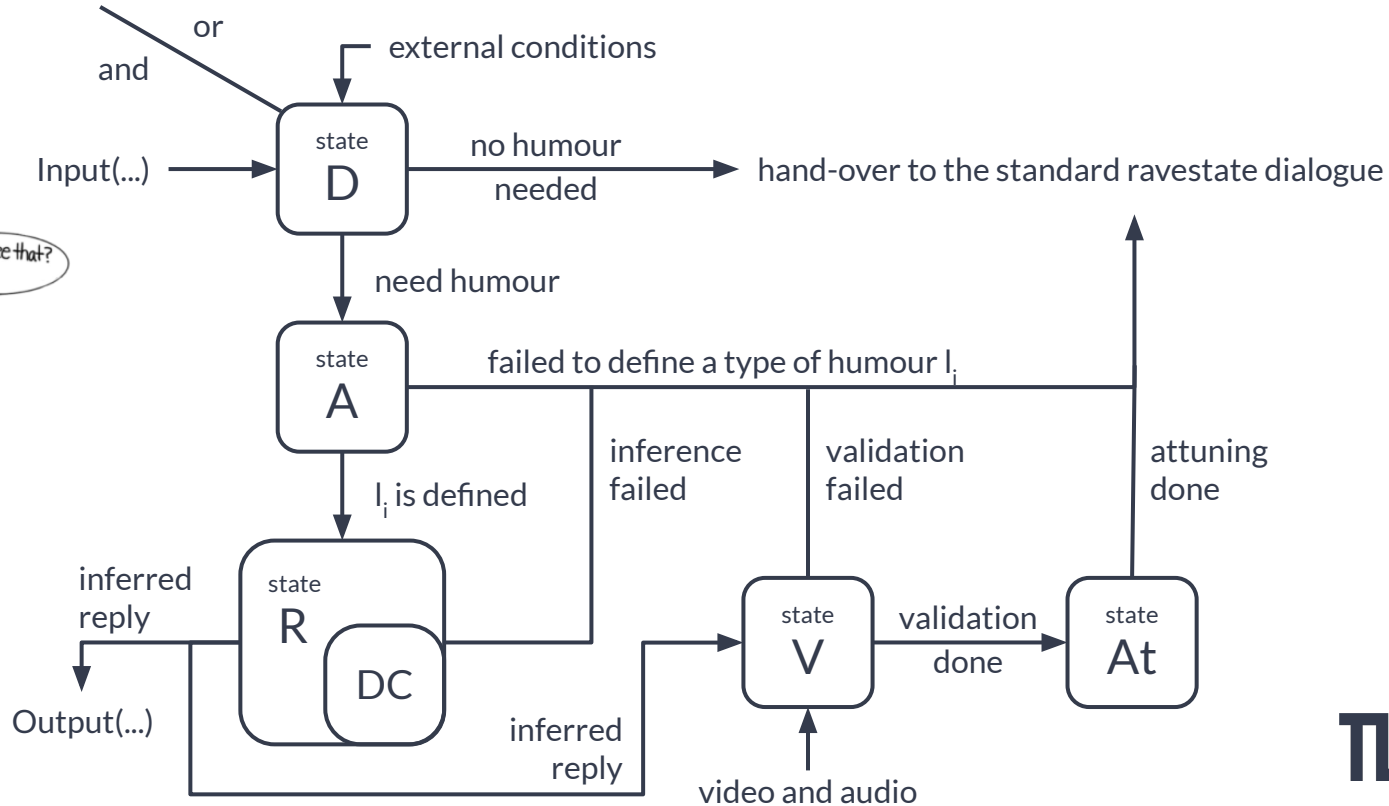 or
and
external conditions
Input(...)
state
D
no humour
needed
hand-over to the standard ravestate dialogue
that?
need humour
state
A
failed to define a type of humour lᵢ
inference
failed
validation
failed
attuning
done
lᵢ is defined
inferred
reply
state
R
DC
Output(...)
inferred
reply
state
V
validation
done
state
At
video and audio